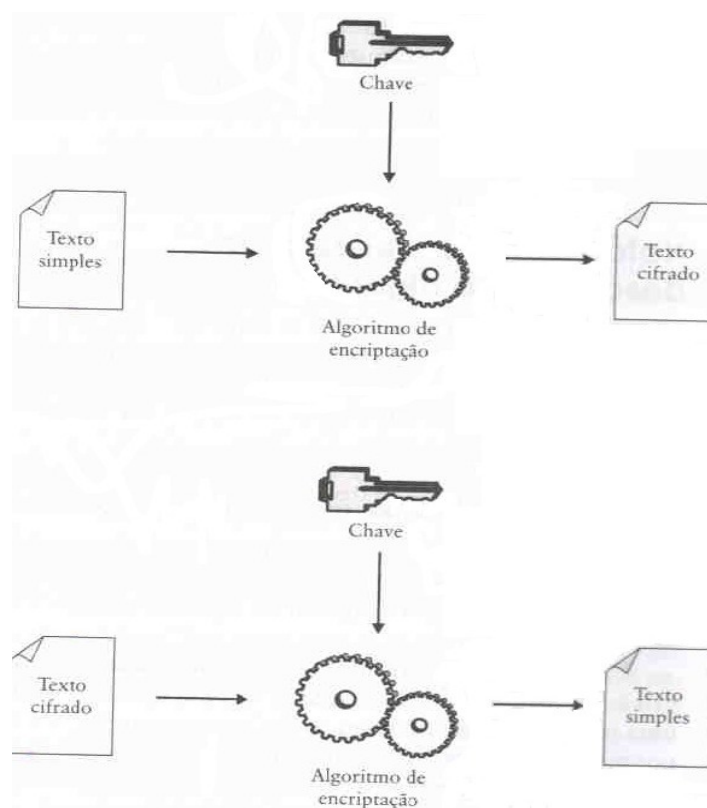 Chave
Texto
simples
Texto
cifrado
Algoritmo de
encriptação
Chave
Texto
cifrado
Texto
simples
Algoritmo de
encriptação